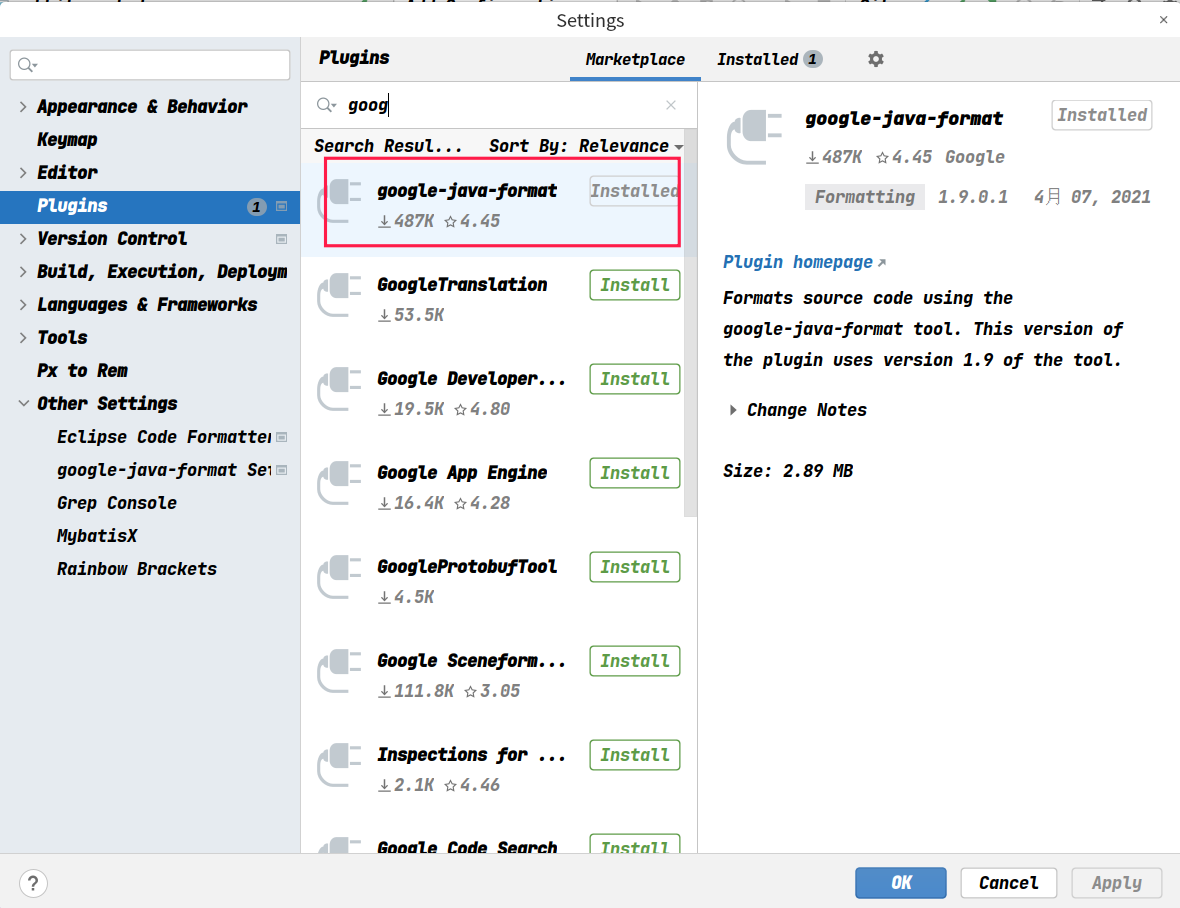 Settings
Plugins
Marketplace
Installed 1
Appearance & Behavior
Keymap
Editor
Plugins 1
Version Control
Build, Execution, Deploym
Languages & Frameworks
Tools
Px to Rem
Other Settings
Eclipse Code Formatter
google-java-format Set
Grep Console
MybatisX
Rainbow Brackets
goog
Search Resul... Sort By: Relevance
google-java-format Installed
487K 4.45
GoogleTranslation Install
53.5K
Google Developer... Install
19.5K 4.80
Google App Engine Install
16.4K 4.28
GoogleProtobufTool Install
4.5K
Google Sceneform... Install
111.8K 3.05
Inspections for ... Install
2.1K 4.46
Google Code Search Install
google-java-format Installed
487K 4.45 Google
Formatting 1.9.0.1 4月 07, 2021
Plugin homepage
Formats source code using the
google-java-format tool. This version of
the plugin uses version 1.9 of the tool.
Change Notes
Size: 2.89 MB
?
OK
Cancel
Apply